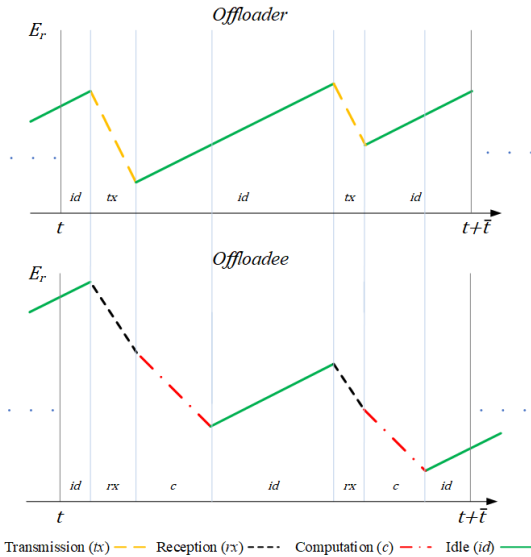 Offloader
E_r
id tx id tx id
t t+t̄
Offloadee
E_r
id rx c id rx c id
t t+t̄
Transmission (tx) Reception (rx) Computation (c) Idle (id)